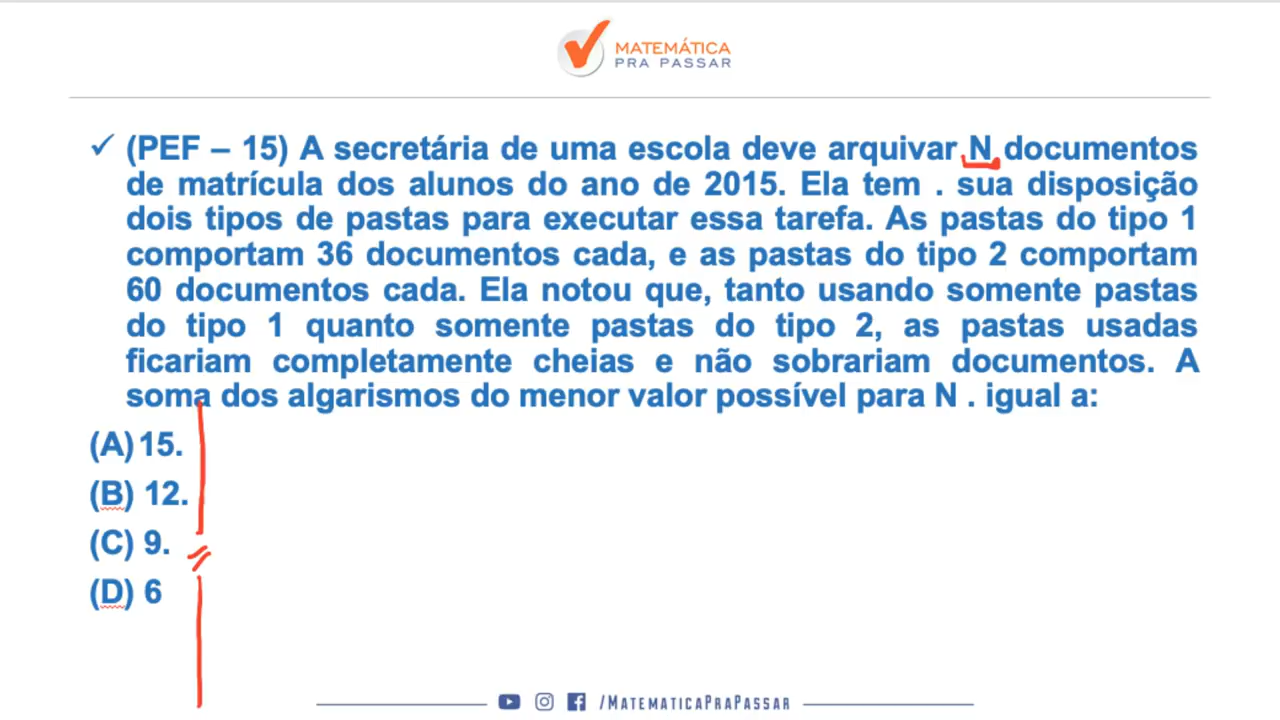 MATEMÁTICA
PRA PASSAR
✓ (PEF – 15) A secretária de uma escola deve arquivar N documentos
de matrícula dos alunos do ano de 2015. Ela tem . sua disposição
dois tipos de pastas para executar essa tarefa. As pastas do tipo 1
comportam 36 documentos cada, e as pastas do tipo 2 comportam
60 documentos cada. Ela notou que, tanto usando somente pastas
do tipo 1 quanto somente pastas do tipo 2, as pastas usadas
ficariam completamente cheias e não sobrariam documentos. A
soma dos algarismos do menor valor possível para N . igual a:
(A) 15.
(B) 12.
(C) 9.
(D) 6
/MATEMATICAPRAPASSAR